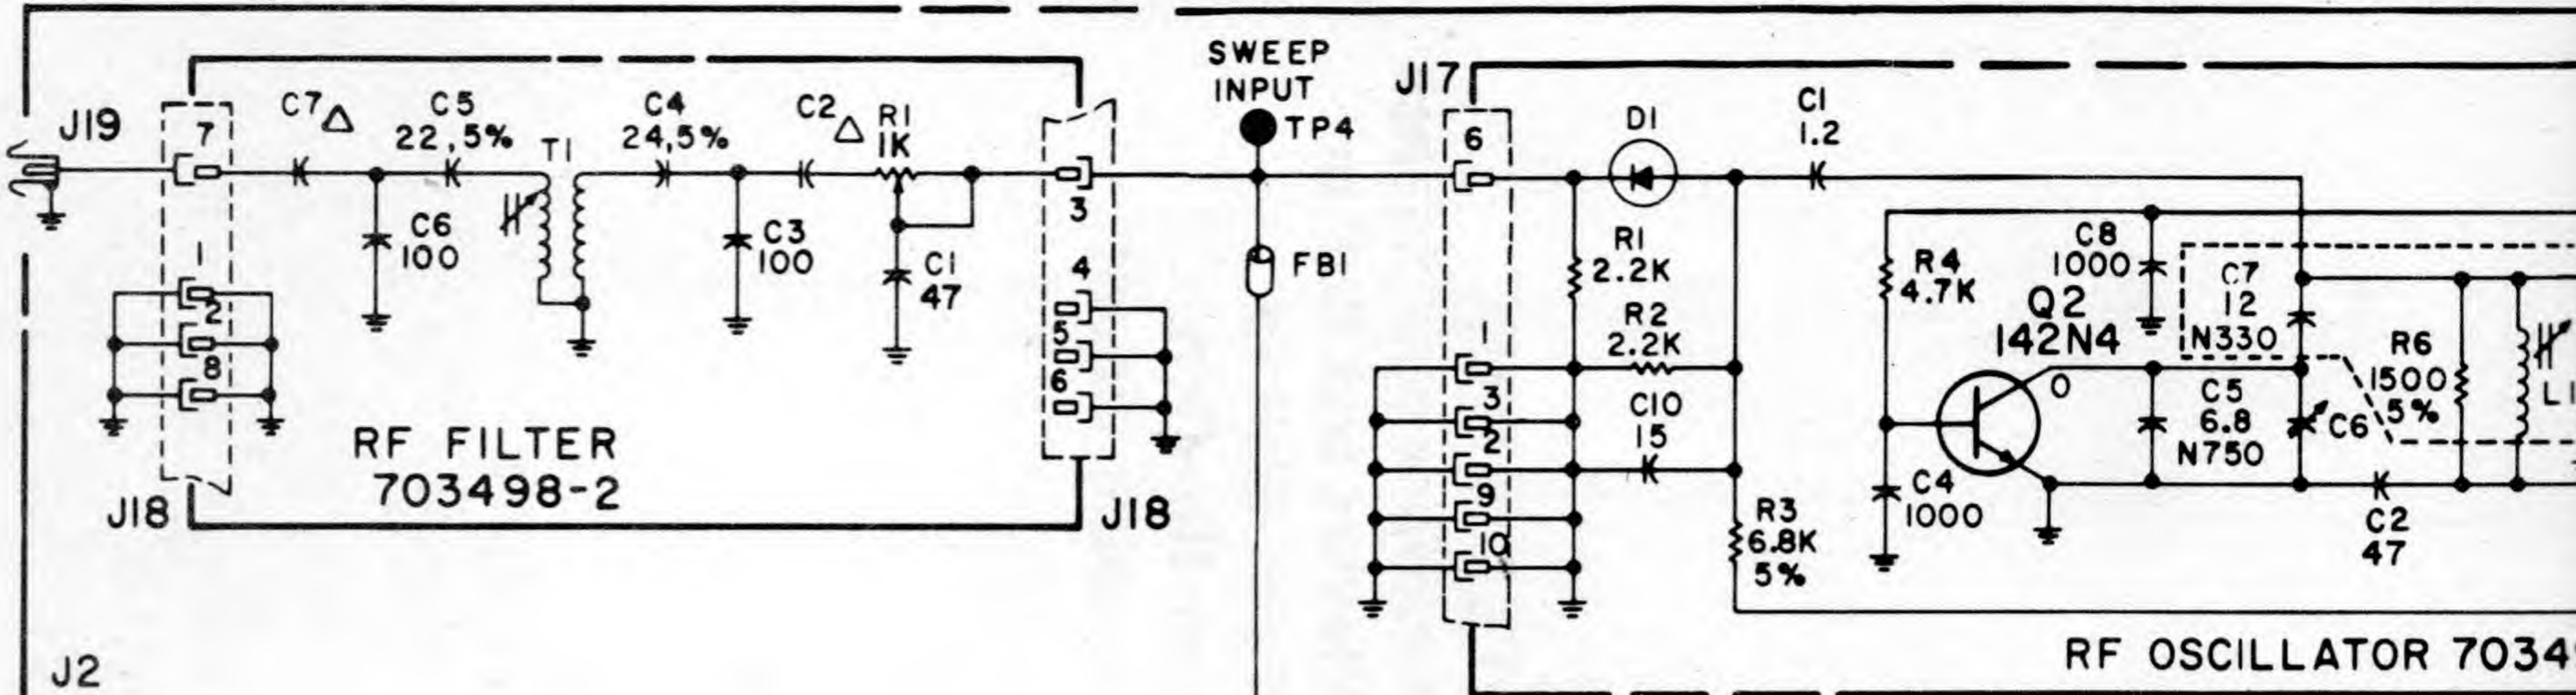 J19
J18
7
1
2
8
C7△
C5
22,5%
T1
C6
100
C4
24,5%
C2△
R1
1K
C3
100
C1
47
3
4
5
6
J18
RF FILTER
703498-2
J2
SWEEP
INPUT
TP4
FB1
J17
6
1
3
2
9
10
D1
C1
1.2
R1
2.2K
R2
2.2K
C10
15
R3
6.8K
5%
R4
4.7K
C4
1000
C8
1000
Q2
142N4
O
C7
12
N330
C5
6.8
N750
C6
R6
1500
5%
L1
C2
47
RF OSCILLATOR 7034